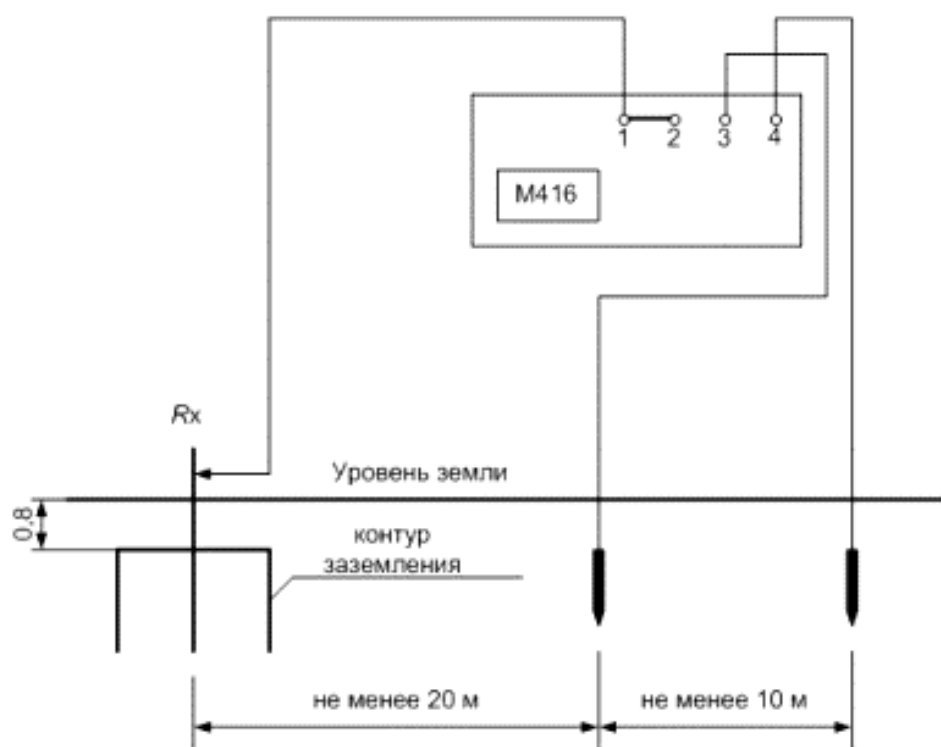 1 2 3 4
М416
Rx
Уровень земли
0,8
контур
заземления
не менее 20 м
не менее 10 м